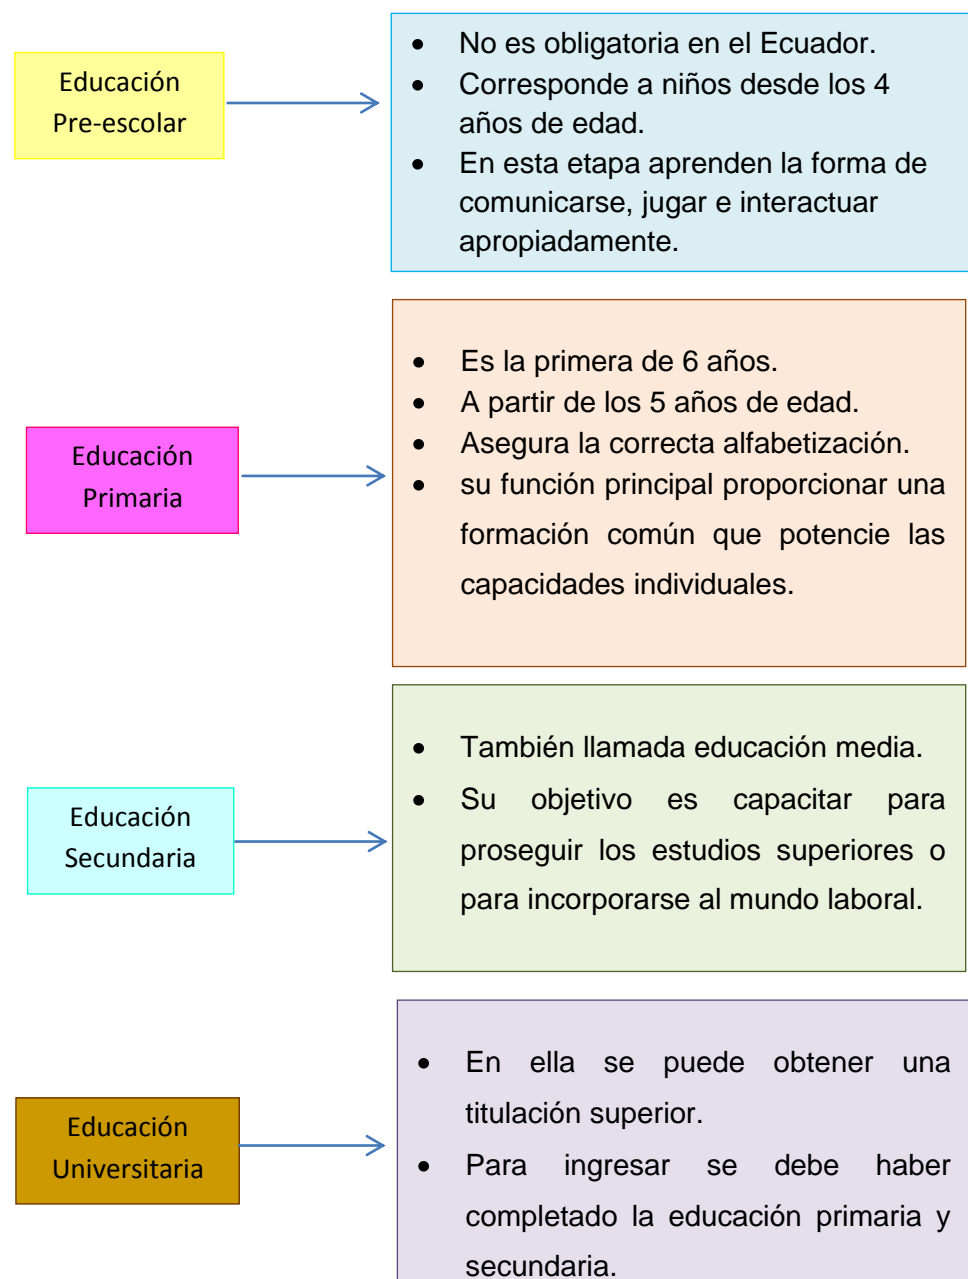 Educación
Pre-escolar
• No es obligatoria en el Ecuador.
• Corresponde a niños desde los 4
años de edad.
• En esta etapa aprenden la forma de
comunicarse, jugar e interactuar
apropiadamente.
Educación
Primaria
• Es la primera de 6 años.
• A partir de los 5 años de edad.
• Asegura la correcta alfabetización.
• su función principal proporcionar una
formación común que potencie las
capacidades individuales.
Educación
Secundaria
• También llamada educación media.
• Su objetivo es capacitar para
proseguir los estudios superiores o
para incorporarse al mundo laboral.
Educación
Universitaria
• En ella se puede obtener una
titulación superior.
• Para ingresar se debe haber
completado la educación primaria y
secundaria.